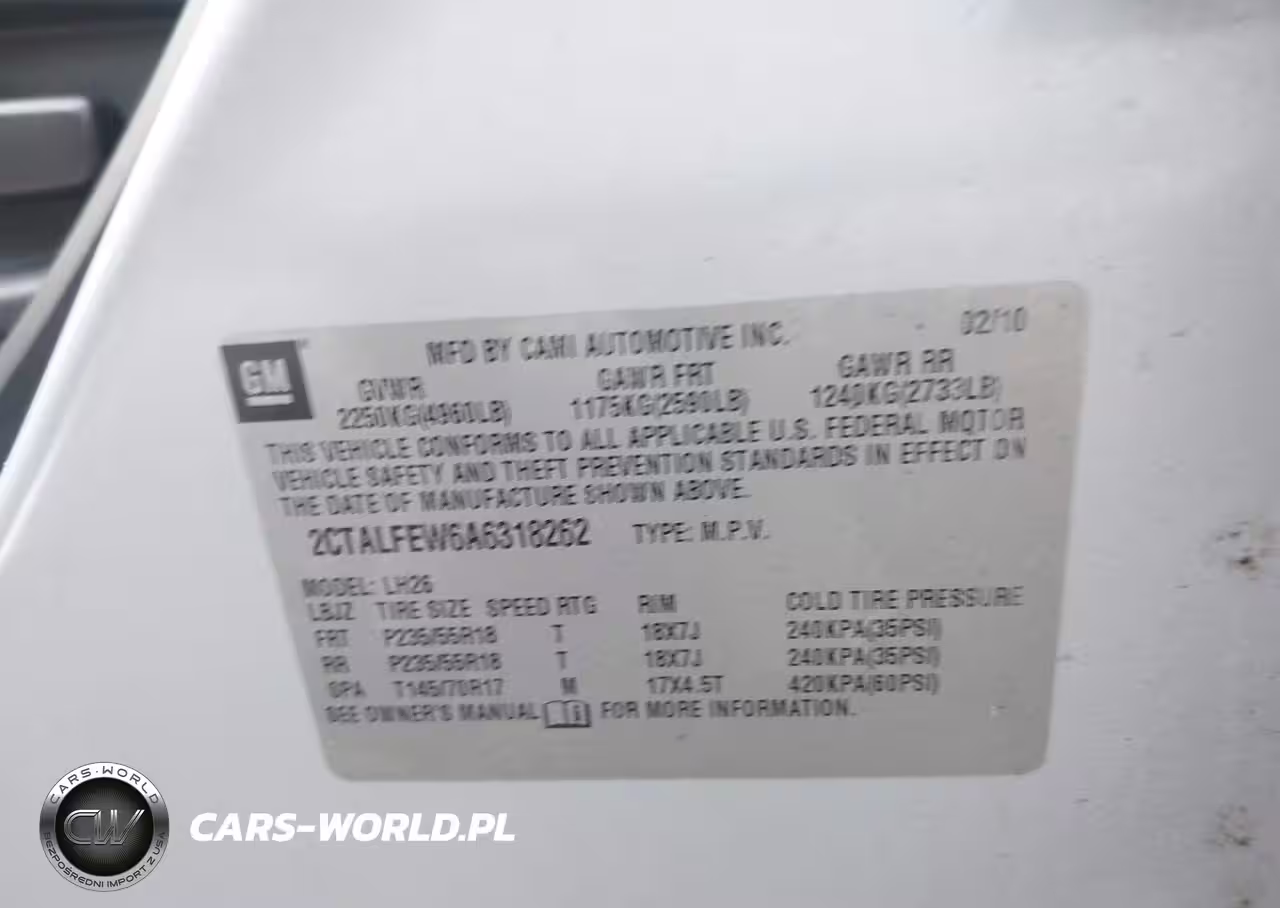 GM
MFD BY CAMI AUTOMOTIVE INC.
02/10
GVWR GAWR FRT GAWR RR
2250KG(4960LB) 1175KG(2590LB) 1240KG(2733LB)
THIS VEHICLE CONFORMS TO ALL APPLICABLE U.S. FEDERAL MOTOR
VEHICLE SAFETY AND THEFT PREVENTION STANDARDS IN EFFECT ON
THE DATE OF MANUFACTURE SHOWN ABOVE.
2CTALFEW6A6318262 TYPE: M.P.V.
MODEL: LH26
LBJZ TIRE SIZE SPEED RTG RIM COLD TIRE PRESSURE
FRT P235/55R18 T 18X7J 240KPA(35PSI)
RR P235/55R18 T 18X7J 240KPA(35PSI)
SPA T145/70R17 M 17X4.5T 420KPA(60PSI)
SEE OWNER'S MANUAL FOR MORE INFORMATION.
CARS-WORLD
CW
BEZPOŚREDNI IMPORT Z USA
CARS-WORLD.PL